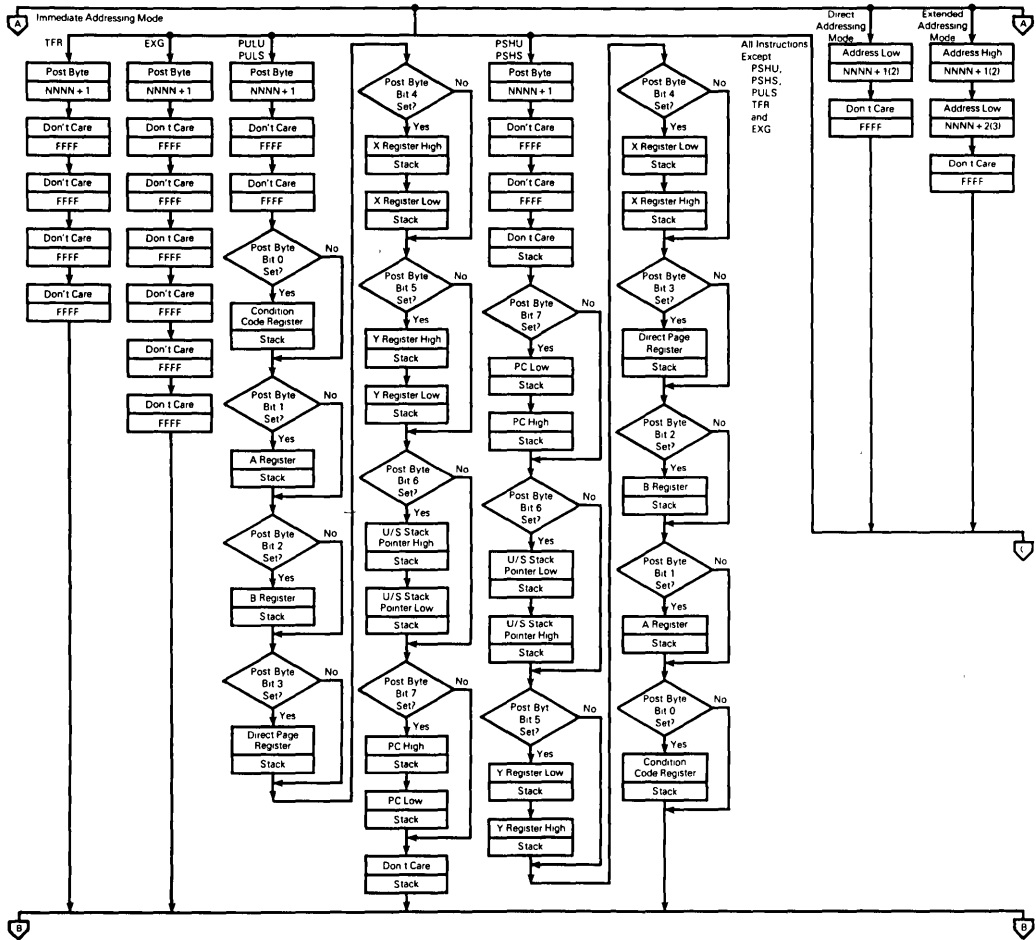 A
Immediate Addressing Mode
A
TFR
Post Byte
NNNN + 1
Don't Care
FFFF
Don't Care
FFFF
Don't Care
FFFF
Don't Care
FFFF
EXG
Post Byte
NNNN + 1
Don t Care
FFFF
Don't Care
FFFF
Don t Care
FFFF
Don't Care
FFFF
Don't Care
FFFF
Don t Care
FFFF
PULU
PULS
Post Byte
NNNN + 1
Don't Care
FFFF
Don't Care
FFFF
Post Byte
Bit 0
Set?
No
Yes
Condition
Code Register
Stack
Post Byte
Bit 1
Set?
No
Yes
A Register
Stack
Post Byte
Bit 2
Set?
No
Yes
B Register
Stack
Post Byte
Bit 3
Set?
No
Yes
Direct Page
Register
Stack
Post Byte
Bit 4
Set?
No
Yes
X Register High
Stack
X Register Low
Stack
Post Byte
Bit 5
Set?
No
Yes
Y Register High
Stack
Y Register Low
Stack
Post Byte
Bit 6
Set?
No
Yes
U/S Stack
Pointer High
Stack
U/S Stack
Pointer Low
Stack
Post Byte
Bit 7
Set?
No
Yes
PC High
Stack
PC Low
Stack
Don t Care
Stack
PSHU
PSHS
Post Byte
NNNN + 1
Don't Care
FFFF
Don't Care
FFFF
Don t Care
Stack
Post Byte
Bit 7
Set?
No
Yes
PC Low
Stack
PC High
Stack
Post Byte
Bit 6
Set?
No
Yes
U/S Stack
Pointer Low
Stack
U/S Stack
Pointer High
Stack
Post Byt
Bit 5
Set?
No
Yes
Y Register Low
Stack
Y Register High
Stack
Post Byte
Bit 4
Set?
No
Yes
X Register Low
Stack
X Register High
Stack
Post Byte
Bit 3
Set?
No
Yes
Direct Page
Register
Stack
Post Byte
Bit 2
Set?
No
Yes
B Register
Stack
Post Byte
Bit 1
Set?
No
Yes
A Register
Stack
Post Byte
Bit 0
Set?
No
Yes
Condition
Code Register
Stack
All Instructions
Except
PSHU,
PSHS,
PULS
TFR
and
EXG
Direct
Addressing
Mode
Address Low
NNNN + 1(2)
Don t Care
FFFF
Extended
Addressing
Mode
Address High
NNNN + 1(2)
Address Low
NNNN + 2(3)
Don t Care
FFFF
B
B